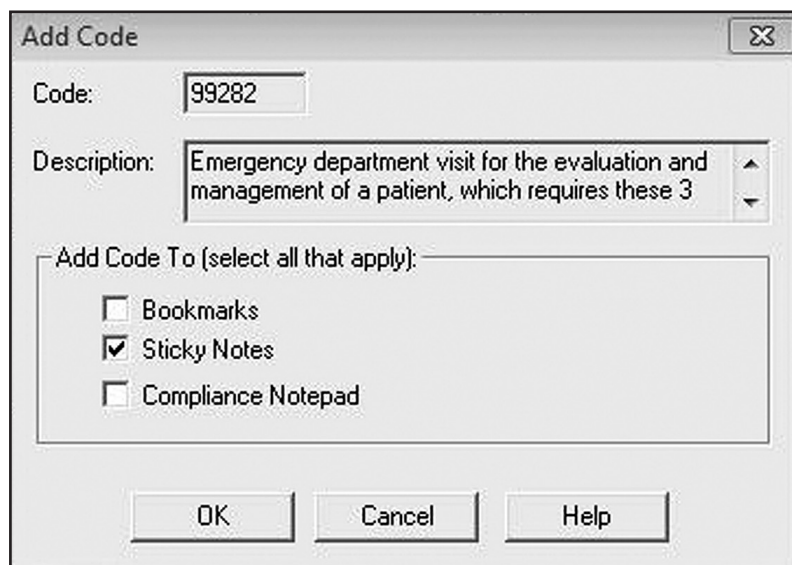 Add Code
Code: 99282
Description: Emergency department visit for the evaluation and
management of a patient, which requires these 3
Add Code To (select all that apply):
Bookmarks
Sticky Notes
Compliance Notepad
OK Cancel Help